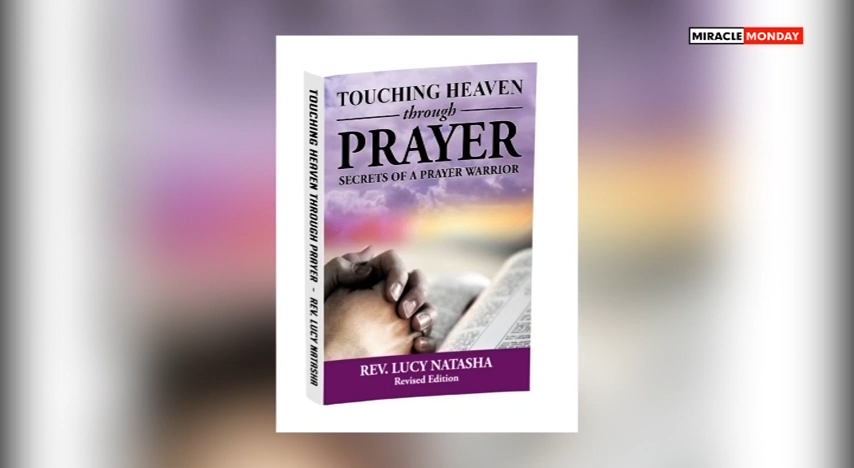 MIRACLE MONDAY
TOUCHING HEAVEN
through
PRAYER
SECRETS OF A PRAYER WARRIOR
TOUCHING HEAVEN THROUGH PRAYER - REV. LUCY NATASHA
REV. LUCY NATASHA
Revised Edition